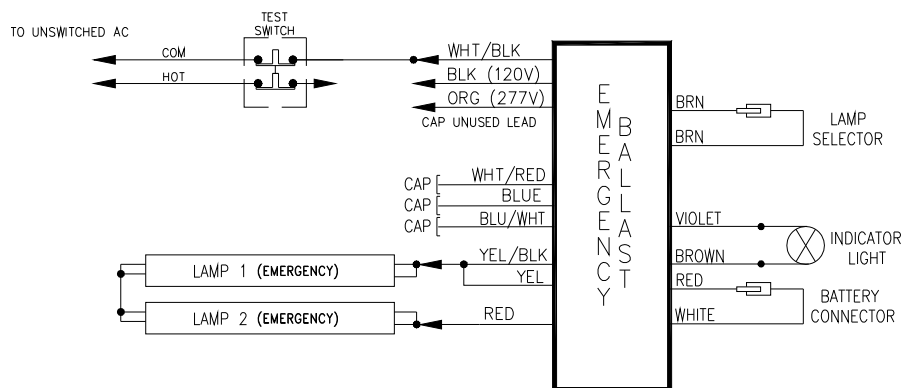 TEST
SWITCH
TO UNSWITCHED AC
COM
HOT
WHT/BLK
BLK (120V)
ORG (277V)
CAP UNUSED LEAD
CAP WHT/RED
CAP BLUE
CAP BLU/WHT
YEL/BLK
YEL
RED
LAMP 1 (EMERGENCY)
LAMP 2 (EMERGENCY)
EMERGENCY
BALLAST
BRN
BRN
LAMP
SELECTOR
VIOLET
BROWN
INDICATOR
LIGHT
RED
WHITE
BATTERY
CONNECTOR